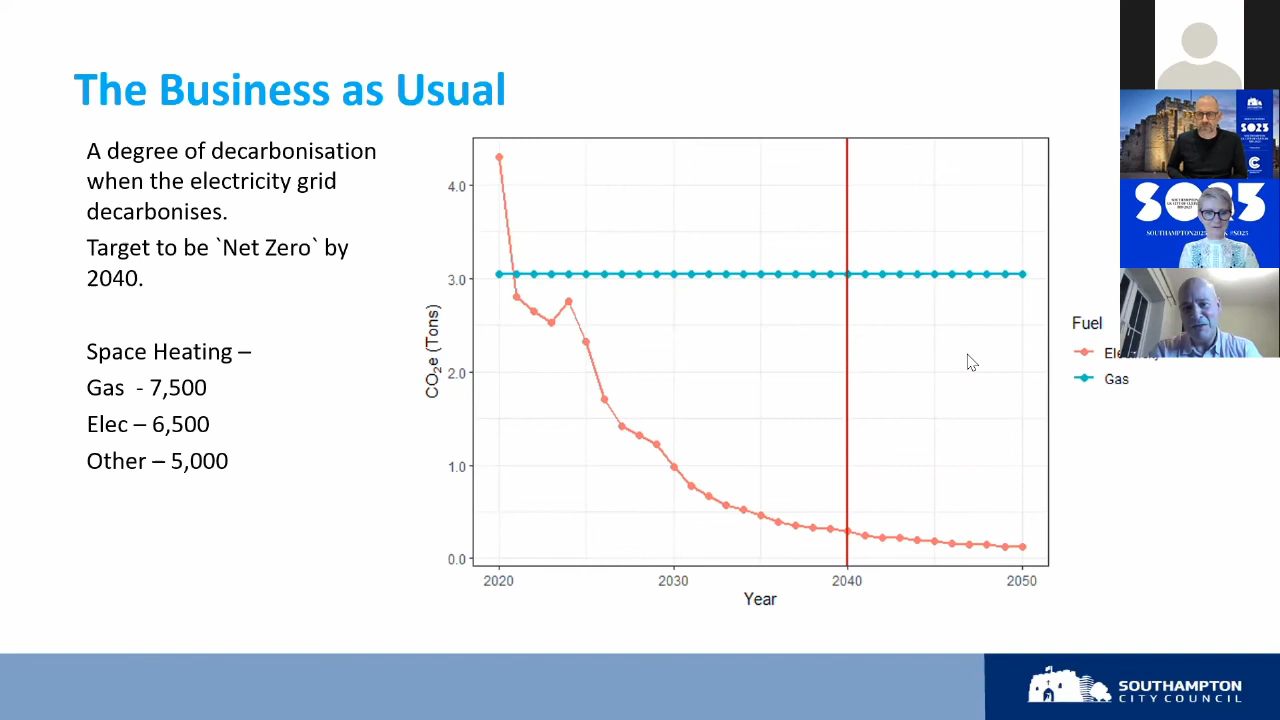 The Business as Usual
A degree of decarbonisation
when the electricity grid
decarbonises.
Target to be `Net Zero` by
2040.
Space Heating –
Gas - 7,500
Elec – 6,500
Other – 5,000
4.0
3.0
2.0
1.0
0.0
CO2e (Tons)
2020
2030
2040
2050
Year
Fuel
Gas
SO25
SO25
SOUTHAMPTON
CITY COUNCIL